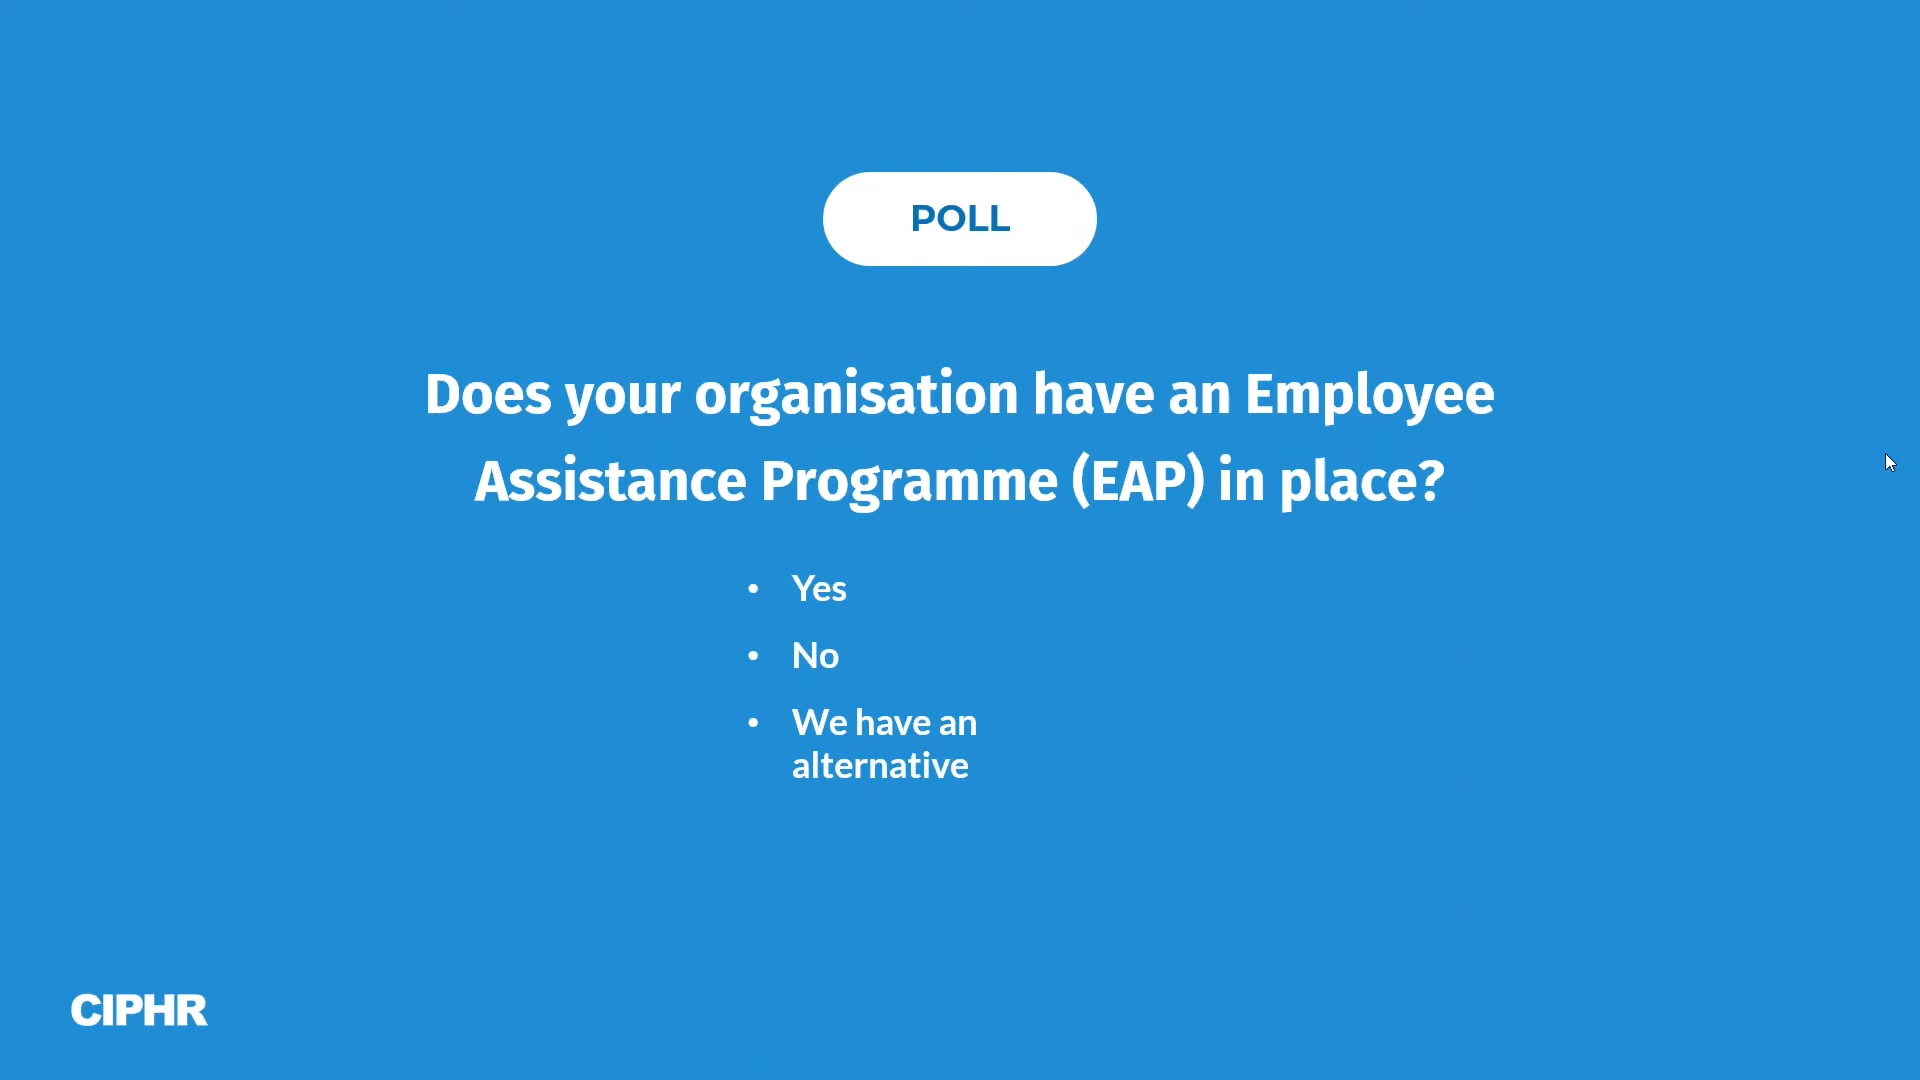 POLL
Does your organisation have an Employee
Assistance Programme (EAP) in place?
• Yes
• No
• We have an
alternative
CIPHR